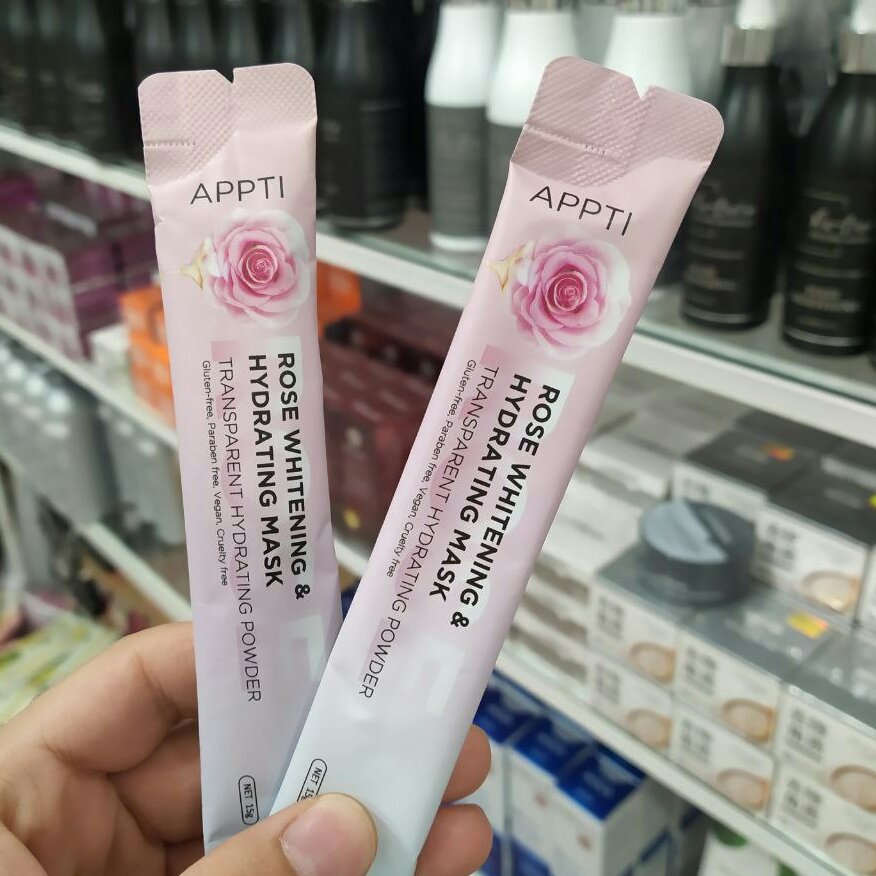 APPTI
ROSE WHITENING &
HYDRATING MASK
TRANSPARENT HYDRATING POWDER
Gluten-free, Paraben free, Vegan, Cruelty free
NET 15g
APPTI
ROSE WHITENING &
HYDRATING MASK
TRANSPARENT HYDRATING POWDER
Gluten-free, Paraben free, Vegan, Cruelty free
NET